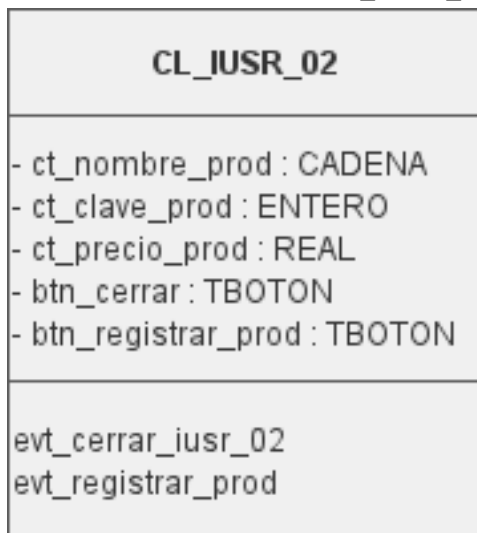 CL_IUSR_02
- ct_nombre_prod : CADENA
- ct_clave_prod : ENTERO
- ct_precio_prod : REAL
- btn_cerrar : TBOTON
- btn_registrar_prod : TBOTON
evt_cerrar_iusr_02
evt_registrar_prod